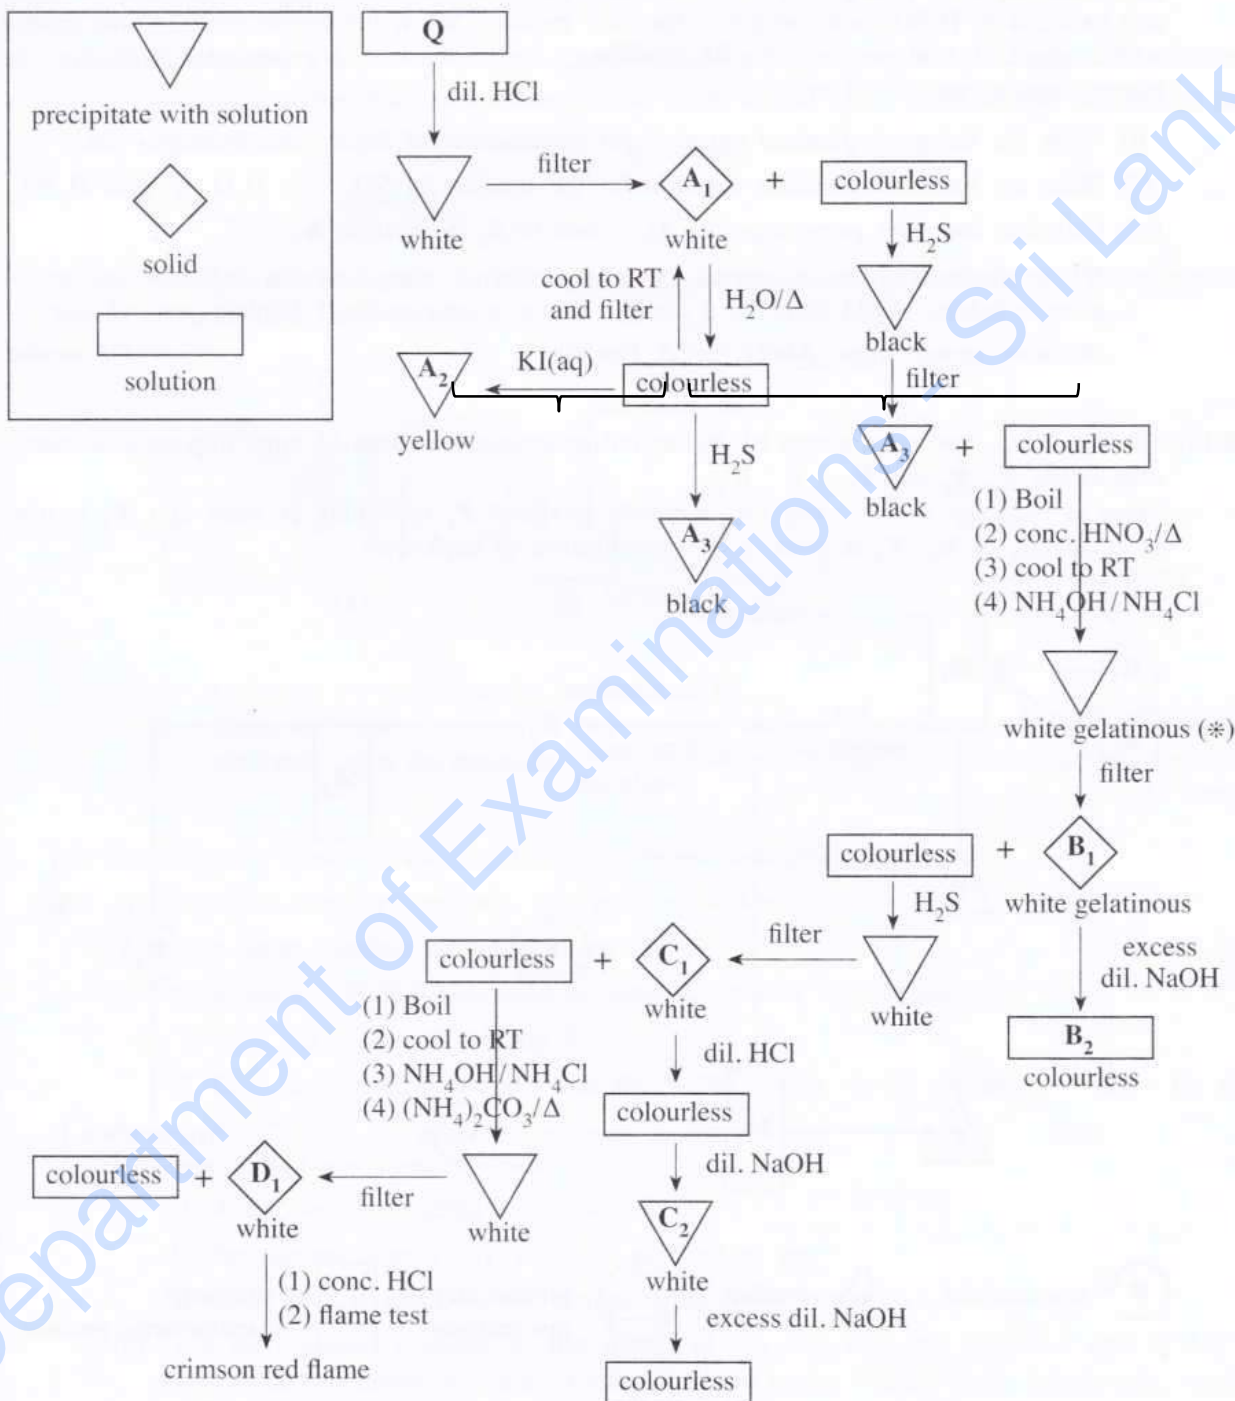 precipitate with solution
solid
solution
Q
dil. HCl
white
filter
A₁
white
+
colourless
H₂S
black
cool to RT
and filter
H₂O/Δ
A₂
yellow
KI(aq)
colourless
filter
H₂S
A₃
black
A₃
black
+
colourless
(1) Boil
(2) conc. HNO₃/Δ
(3) cool to RT
(4) NH₄OH/NH₄Cl
white gelatinous (※)
filter
colourless
+
B₁
white gelatinous
H₂S
excess
dil. NaOH
white
B₂
colourless
colourless
+
C₁
white
filter
(1) Boil
(2) cool to RT
(3) NH₄OH/NH₄Cl
(4) (NH₄)₂CO₃/Δ
dil. HCl
colourless
dil. NaOH
C₂
white
excess dil. NaOH
colourless
colourless
+
D₁
white
filter
white
(1) conc. HCl
(2) flame test
crimson red flame
Department of Examinations - Sri Lank